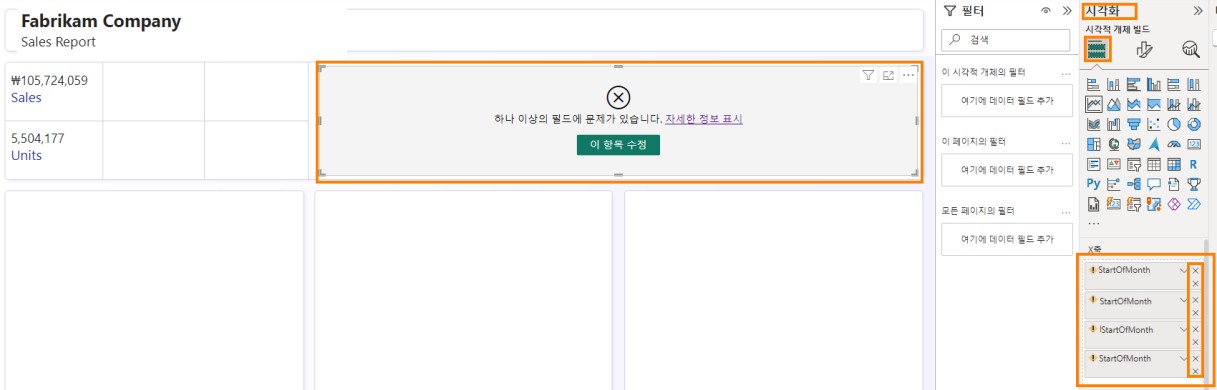 Fabrikam Company
Sales Report
₩105,724,059
Sales
5,504,177
Units
하나 이상의 필드에 문제가 있습니다. 자세한 정보 표시
이 항목 수정
필터
검색
이 시각적 개체의 필터
여기에 데이터 필드 추가
이 페이지의 필터
여기에 데이터 필드 추가
모든 페이지의 필터
여기에 데이터 필드 추가
시각화
시각적 개체 빌드
123
R
Py
X축
StartOfMonth
StartOfMonth
lStartOfMonth
StartOfMonth